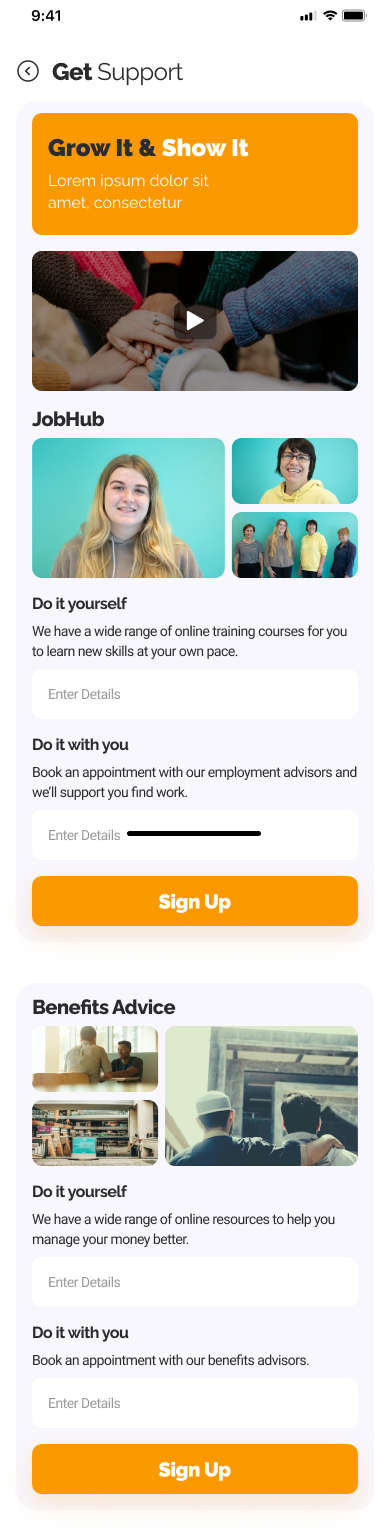 9:41
Get Support
Grow It & Show It
Lorem ipsum dolor sit
amet, consectetur
JobHub
Do it yourself
We have a wide range of online training courses for you
to learn new skills at your own pace.
Enter Details
Do it with you
Book an appointment with our employment advisors and
we’ll support you find work.
Enter Details
Sign Up
Benefits Advice
Do it yourself
We have a wide range of online resources to help you
manage your money better.
Enter Details
Do it with you
Book an appointment with our benefits advisors.
Enter Details
Sign Up